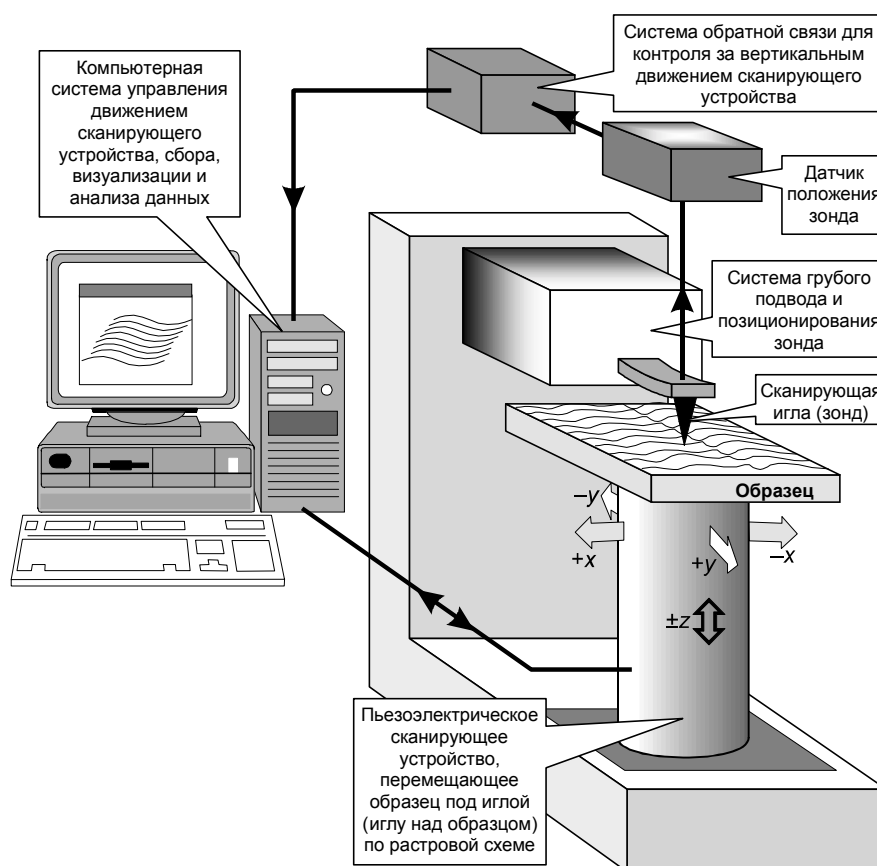 Система обратной связи для
контроля за вертикальным
движением сканирующего
устройства
Компьютерная
система управления
движением
сканирующего
устройства, сбора,
визуализации и
анализа данных
Датчик
положения
зонда
Система грубого
подвода и
позиционирования
зонда
Сканирующая
игла (зонд)
Образец
–y
+x
+y
–x
±z
Пьезоэлектрическое
сканирующее
устройство,
перемещающее
образец под иглой
(иглу над образцом)
по растровой схеме